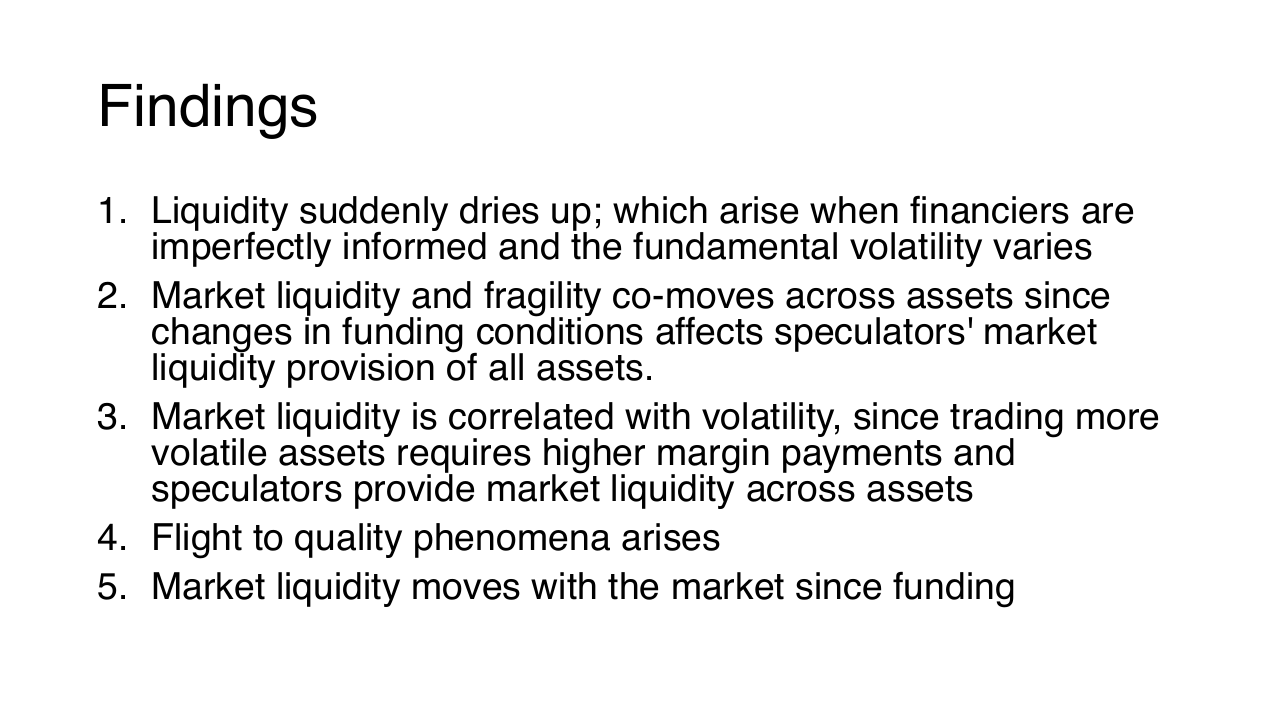 Findings
1. Liquidity suddenly dries up; which arise when financiers are
imperfectly informed and the fundamental volatility varies
2. Market liquidity and fragility co-moves across assets since
changes in funding conditions affects speculators' market
liquidity provision of all assets.
3. Market liquidity is correlated with volatility, since trading more
volatile assets requires higher margin payments and
speculators provide market liquidity across assets
4. Flight to quality phenomena arises
5. Market liquidity moves with the market since funding